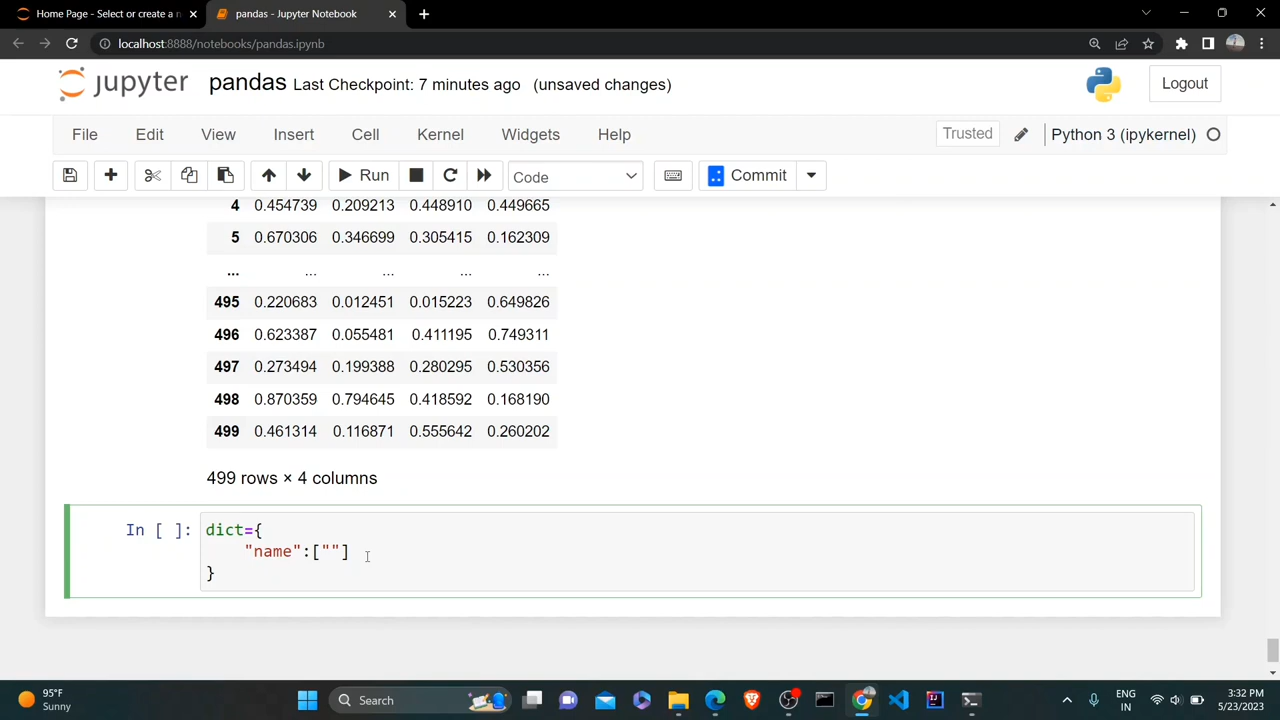 Home Page - Select or create a n
pandas - Jupyter Notebook
localhost:8888/notebooks/pandas.ipynb
jupyter pandas Last Checkpoint: 7 minutes ago (unsaved changes)
Logout
File Edit View Insert Cell Kernel Widgets Help
Trusted
Python 3 (ipykernel)
Run
Code
Commit
4 0.454739 0.209213 0.448910 0.449665
5 0.670306 0.346699 0.305415 0.162309
... ... ... ... ...
495 0.220683 0.012451 0.015223 0.649826
496 0.623387 0.055481 0.411195 0.749311
497 0.273494 0.199388 0.280295 0.530356
498 0.870359 0.794645 0.418592 0.168190
499 0.461314 0.116871 0.555642 0.260202
499 rows × 4 columns
In [ ]: dict={
"name":[""]
}
95°F
Sunny
Search
ENG
IN
3:32 PM
5/23/2023